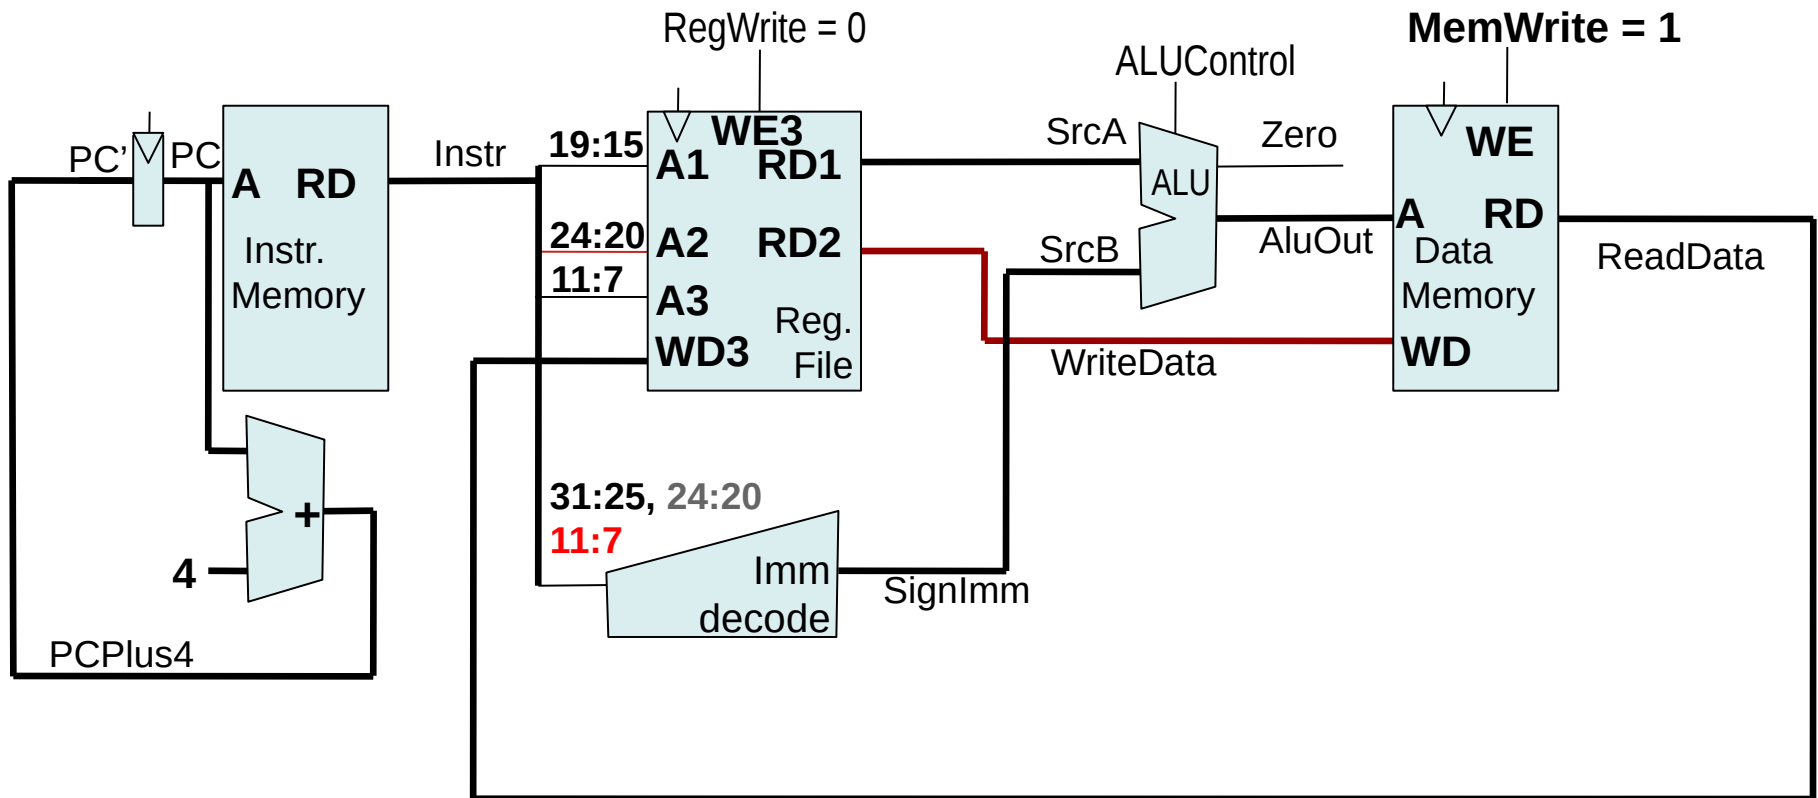 RegWrite = 0
MemWrite = 1
ALUControl
PC’
PC
A RD
Instr.
Memory
Instr
19:15
24:20
11:7
WE3
A1 RD1
A2 RD2
A3
WD3
Reg.
File
SrcA
SrcB
ALU
Zero
AluOut
WriteData
WE
A RD
Data
Memory
WD
ReadData
+
4
PCPlus4
31:25, 24:20
11:7
Imm
decode
SignImm